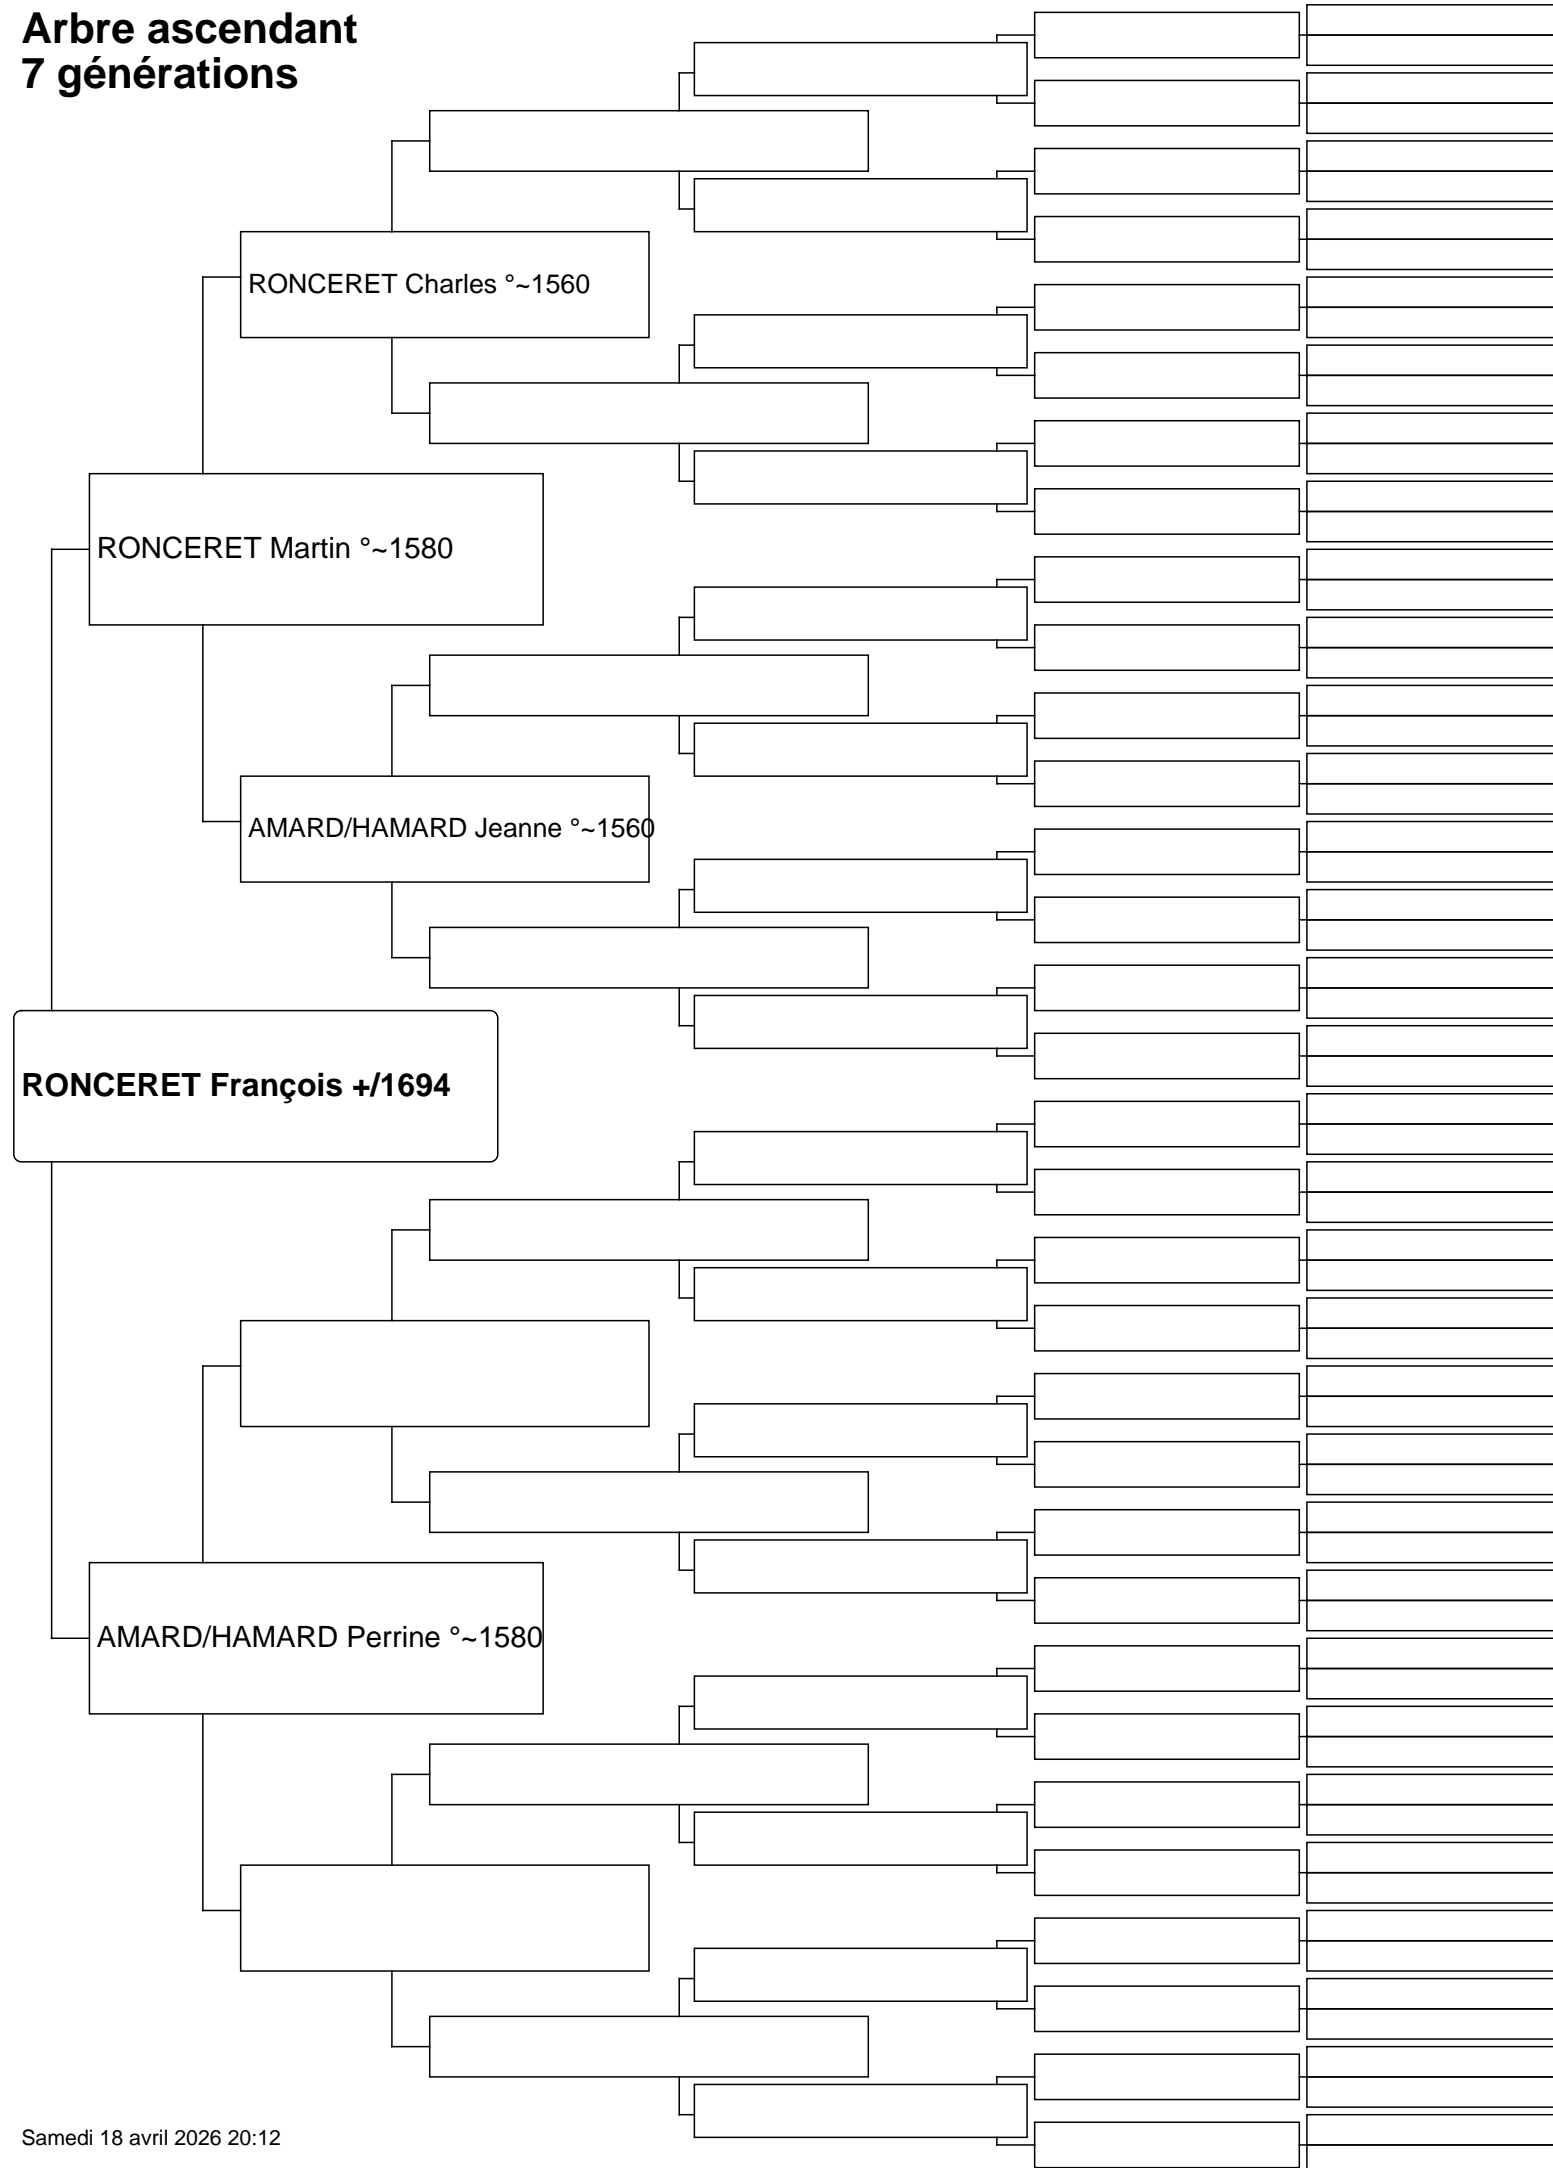 Arbre ascendant
7 générations
RONCERET Charles °~1560
RONCERET Martin °~1580
AMARD/HAMARD Jeanne °~1560
RONCERET François +/1694
AMARD/HAMARD Perrine °~1580
Samedi 18 avril 2026 20:12